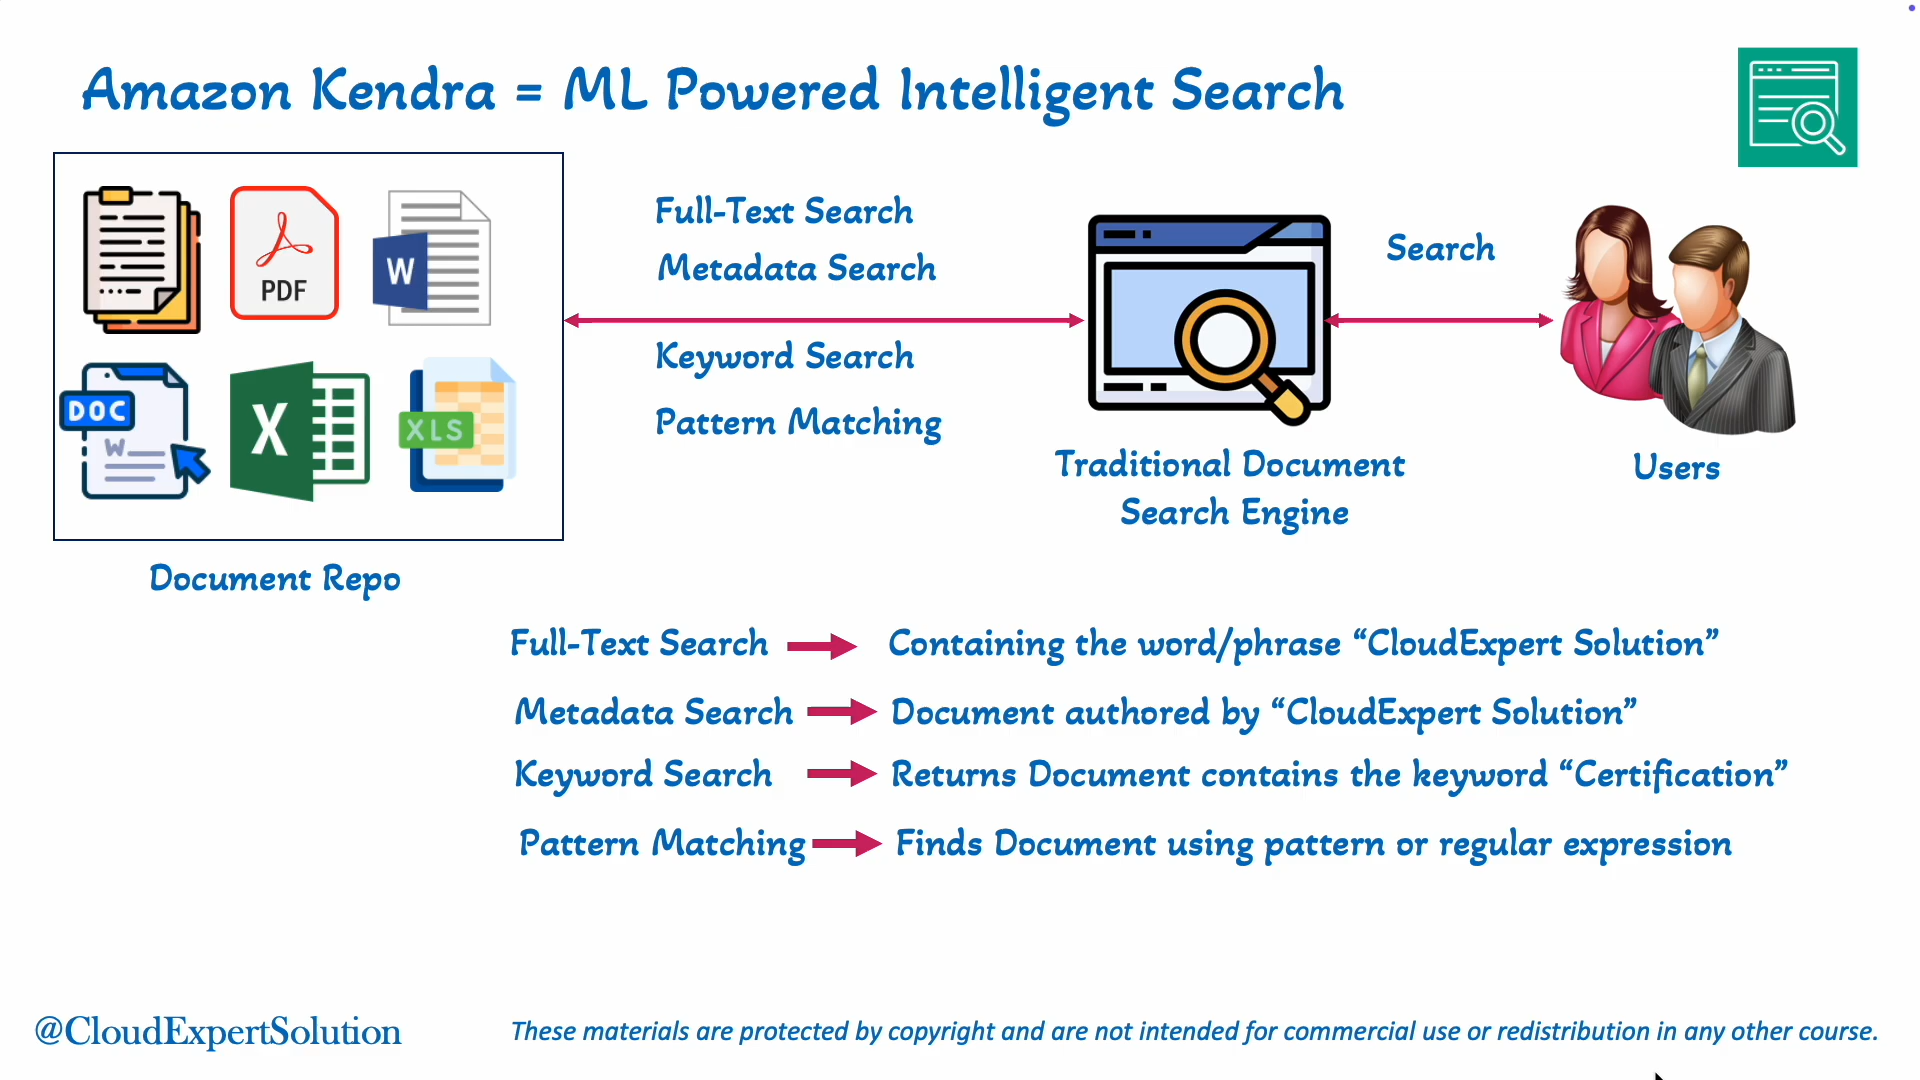 Amazon Kendra = ML Powered Intelligent Search
PDF
W
DOC
W
X
XLS
Document Repo
Full-Text Search
Metadata Search
Keyword Search
Pattern Matching
Traditional Document
Search Engine
Search
Users
Full-Text Search Containing the word/phrase “CloudExpert Solution”
Metadata Search Document authored by “CloudExpert Solution”
Keyword Search Returns Document contains the keyword “Certification”
Pattern Matching Finds Document using pattern or regular expression
@CloudExpertSolution
These materials are protected by copyright and are not intended for commercial use or redistribution in any other course.